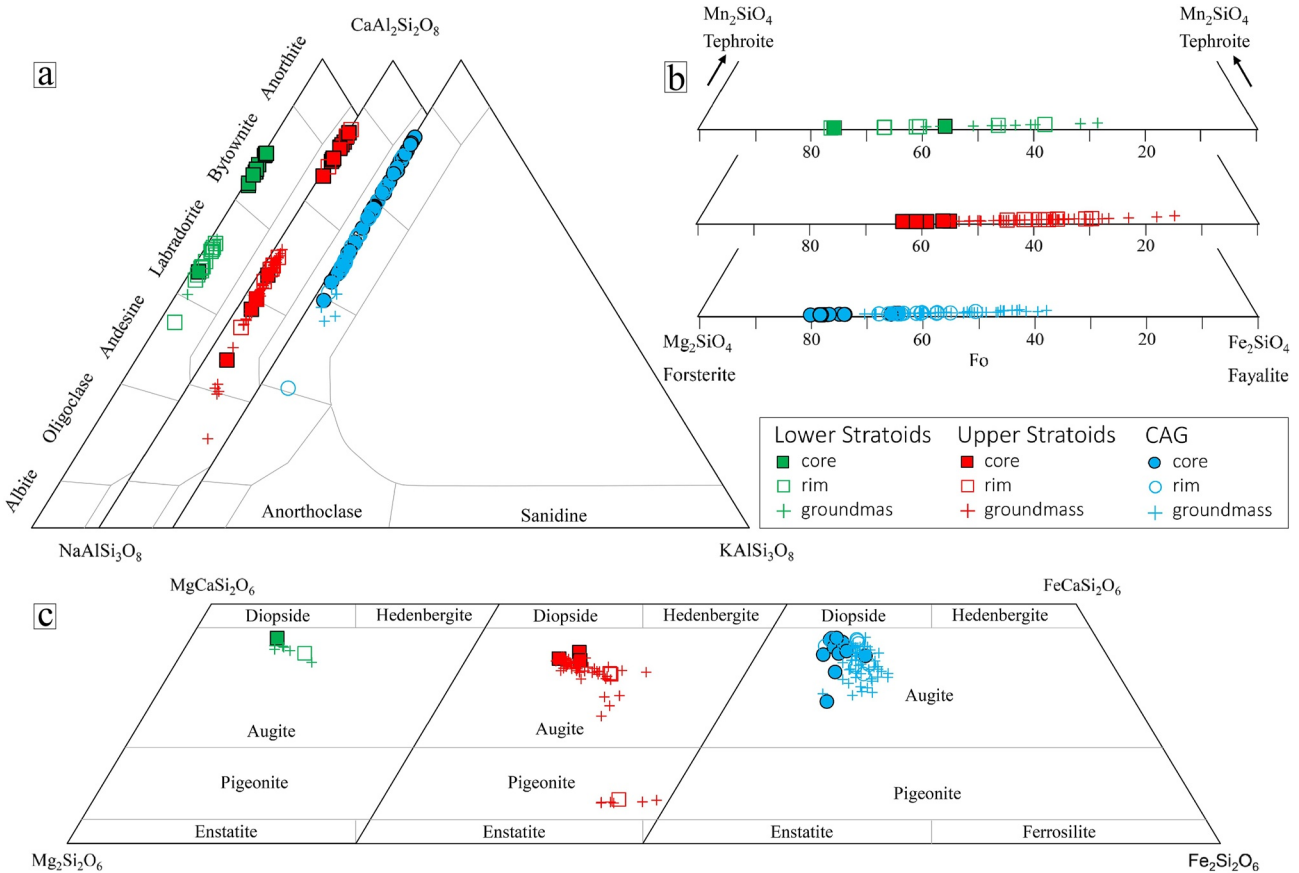 a
CaAl₂Si₂O₈
Anorthite
Bytownite
Labradorite
Andesine
Oligoclase
Albite
Anorthoclase
Sanidine
NaAlSi₃O₈
KAlSi₃O₈
b
Mn₂SiO₄
Tephroite
Mn₂SiO₄
Tephroite
80 60 40 20
80 60 40 20
80 60 40 20
Mg₂SiO₄
Forsterite
Fo
Fe₂SiO₄
Fayalite
Lower Stratoids
core
rim
groundmas
Upper Stratoids
core
rim
groundmass
CAG
core
rim
groundmass
c
MgCaSi₂O₆
FeCaSi₂O₆
Diopside Hedenbergite Diopside Hedenbergite Diopside Hedenbergite
Augite Augite Augite
Pigeonite Pigeonite Pigeonite
Enstatite Enstatite Enstatite Ferrosilite
Mg₂Si₂O₆
Fe₂Si₂O₆